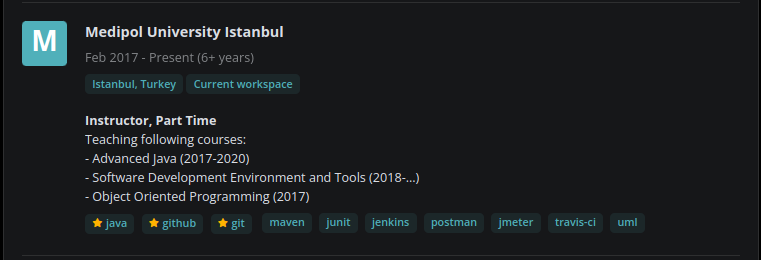 M
Medipol University Istanbul
Feb 2017 - Present (6+ years)
Istanbul, Turkey Current workspace
Instructor, Part Time
Teaching following courses:
- Advanced Java (2017-2020)
- Software Development Environment and Tools (2018-...)
- Object Oriented Programming (2017)
java github git maven junit jenkins postman jmeter travis-ci uml